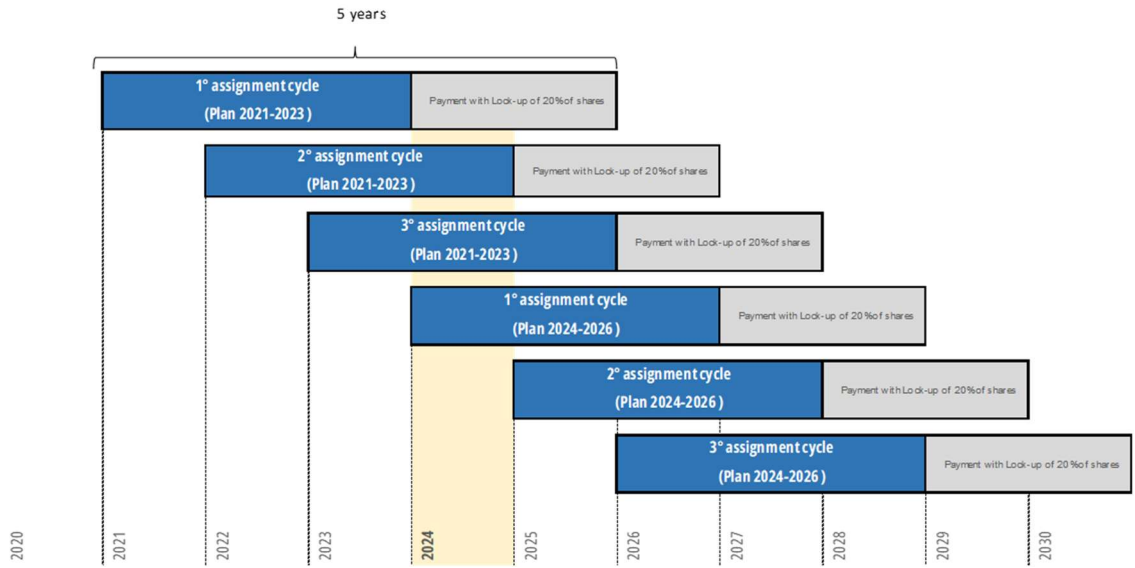 5 years
1° assignment cycle
(Plan 2021-2023 )
Payment with Lock-up of 20%of shares
2° assignment cycle
(Plan 2021-2023 )
Payment with Lock-up of 20%of shares
3° assignment cycle
(Plan 2021-2023 )
Payment with Lock-up of 20%of shares
1° assignment cycle
(Plan 2024-2026 )
Payment with Lock-up of 20%of shares
2° assignment cycle
(Plan 2024-2026 )
Payment with Lock-up of 20%of shares
3° assignment cycle
(Plan 2024-2026 )
Payment with Lock-up of 20%of shares
2020
2021
2022
2023
2024
2025
2026
2027
2028
2029
2030